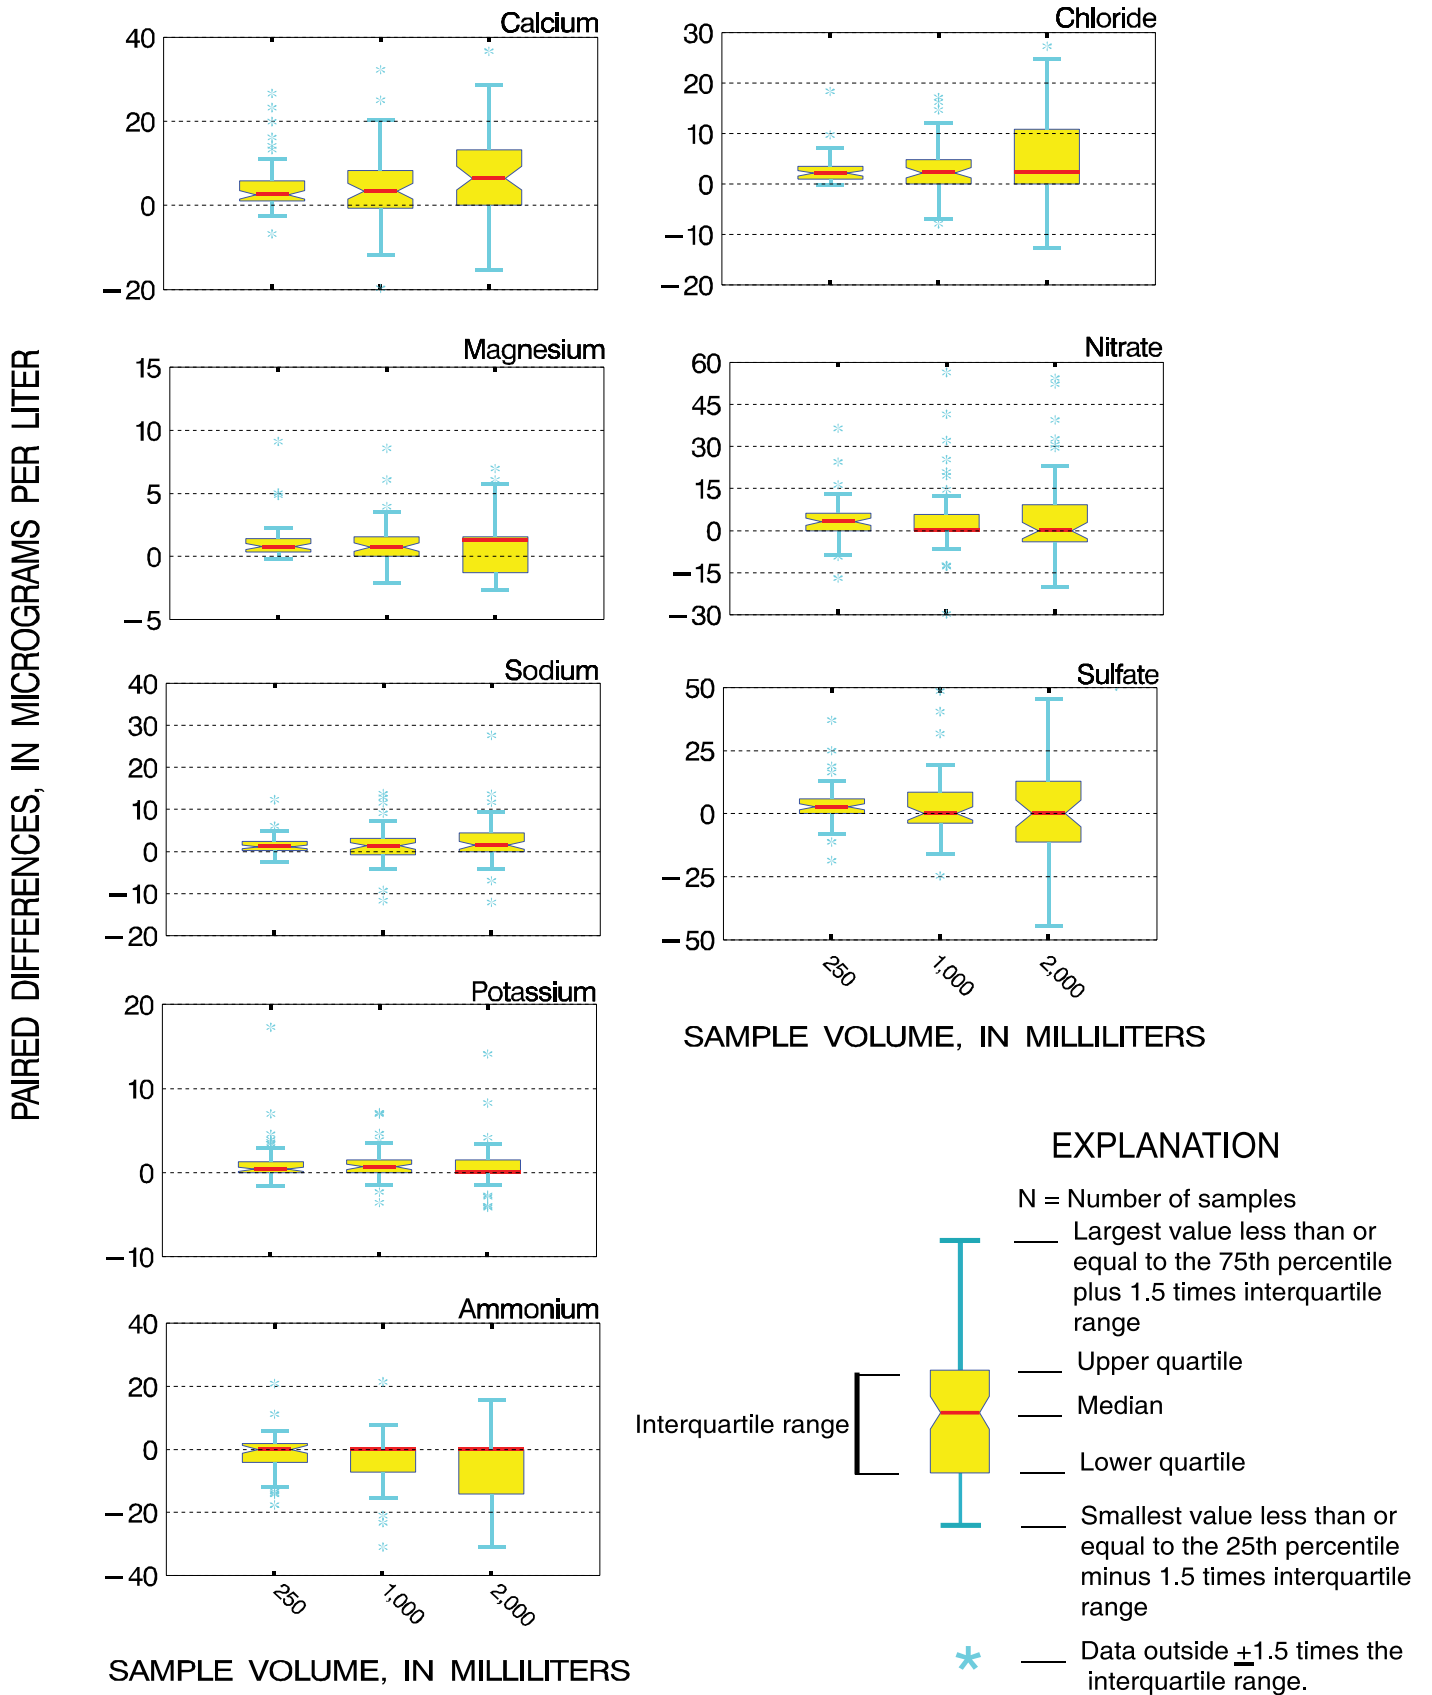 PAIRED DIFFERENCES, IN MICROGRAMS PER LITER
Calcium
40
20
0
−20
Magnesium
15
10
5
0
−5
Sodium
40
30
20
10
0
−10
−20
Potassium
20
10
0
−10
Ammonium
40
20
0
−20
−40
250
1,000
2,000
SAMPLE VOLUME, IN MILLILITERS
Chloride
30
20
10
0
−10
−20
Nitrate
60
45
30
15
0
−15
−30
Sulfate
50
25
0
−25
−50
250
1,000
2,000
SAMPLE VOLUME, IN MILLILITERS
EXPLANATION
N = Number of samples
Largest value less than or
equal to the 75th percentile
plus 1.5 times interquartile
range
Upper quartile
Median
Interquartile range
Lower quartile
Smallest value less than or
equal to the 25th percentile
minus 1.5 times interquartile
range
* Data outside ±1.5 times the
interquartile range.